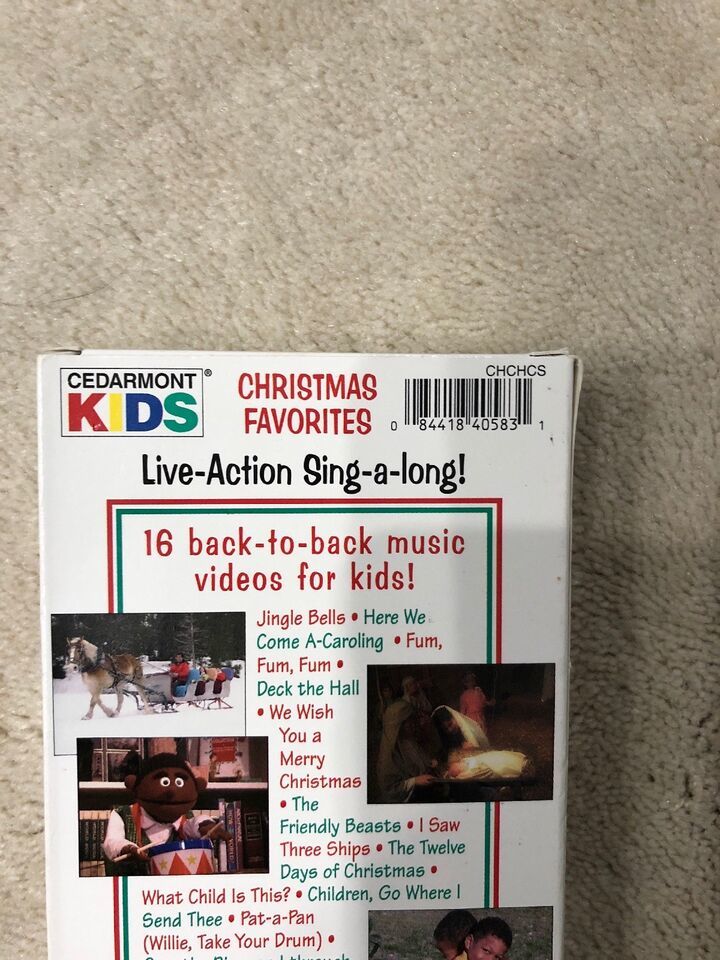 CEDARMONT®
KIDS
CHRISTMAS
FAVORITES
CHCHCS
0 84418 40583 1
Live-Action Sing-a-long!
16 back-to-back music
videos for kids!
Jingle Bells • Here We
Come A-Caroling • Fum,
Fum, Fum •
Deck the Hall
• We Wish
You a
Merry
Christmas
• The
Friendly Beasts • I Saw
Three Ships • The Twelve
Days of Christmas •
What Child Is This? • Children, Go Where I
Send Thee • Pat-a-Pan
(Willie, Take Your Drum) •